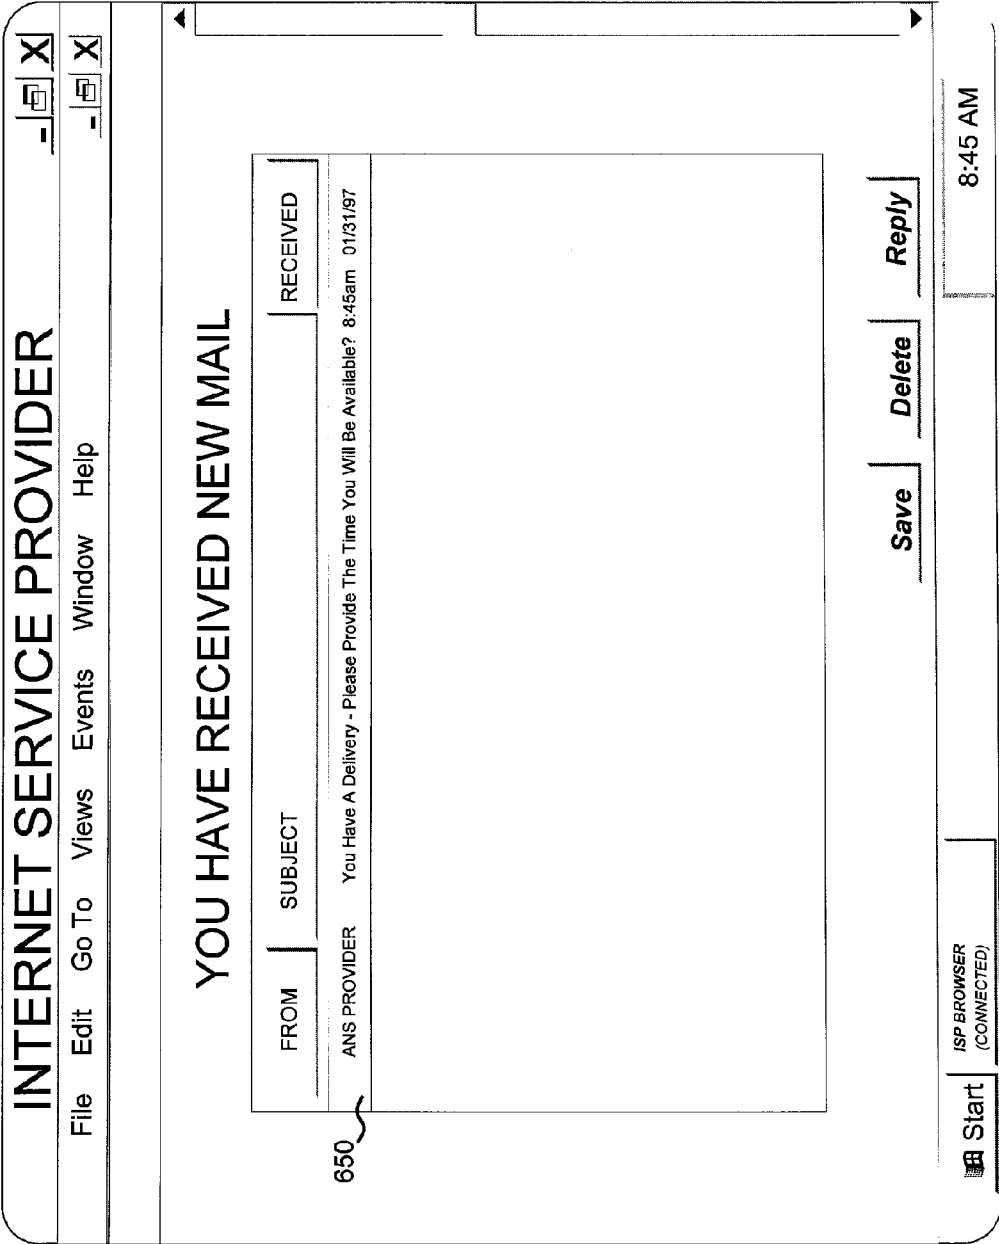 INTERNET SERVICE PROVIDER - X
File Edit Go To Views Events Window Help - X
YOU HAVE RECEIVED NEW MAIL
FROM SUBJECT RECEIVED
650 ANS PROVIDER You Have A Delivery - Please Provide The Time You Will Be Available? 8:45am 01/31/97
Save Delete Reply
Start ISP BROWSER 8:45 AM
(CONNECTED)